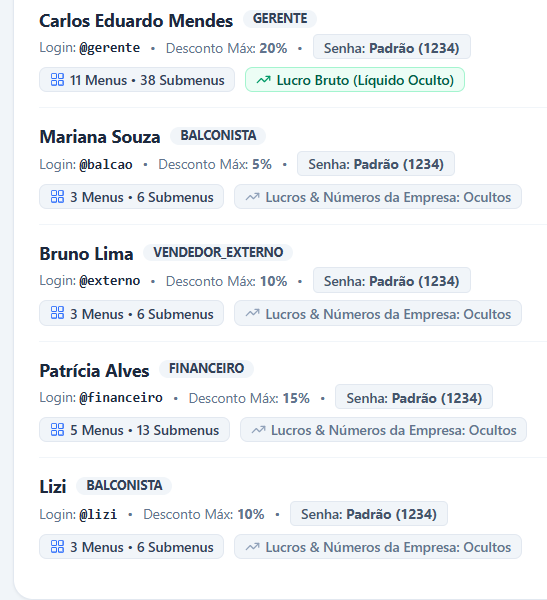 Carlos Eduardo Mendes GERENTE
Login: @gerente • Desconto Máx: 20% • Senha: Padrão (1234)
11 Menus • 38 Submenus Lucro Bruto (Líquido Oculto)
Mariana Souza BALCONISTA
Login: @balcao • Desconto Máx: 5% • Senha: Padrão (1234)
3 Menus • 6 Submenus Lucros & Números da Empresa: Ocultos
Bruno Lima VENDEDOR_EXTERNO
Login: @externo • Desconto Máx: 10% • Senha: Padrão (1234)
3 Menus • 6 Submenus Lucros & Números da Empresa: Ocultos
Patrícia Alves FINANCEIRO
Login: @financeiro • Desconto Máx: 15% • Senha: Padrão (1234)
5 Menus • 13 Submenus Lucros & Números da Empresa: Ocultos
Lizi BALCONISTA
Login: @lizi • Desconto Máx: 10% • Senha: Padrão (1234)
3 Menus • 6 Submenus Lucros & Números da Empresa: Ocultos